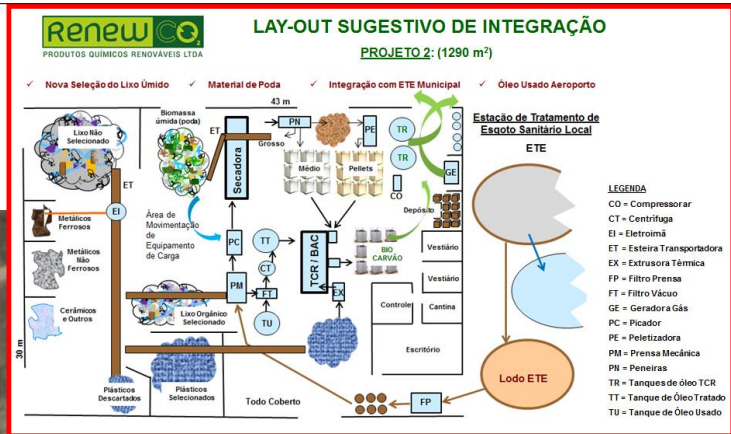 RENEW CO2
PRODUTOS QUÍMICOS RENOVÁVEIS LTDA
LAY-OUT SUGESTIVO DE INTEGRAÇÃO
PROJETO 2: (1290 m²)
✓ Nova Seleção do Lixo Úmido ✓ Material de Poda ✓ Integração com ETE Municipal ✓ Óleo Usado Aeroporto
43 m
Lixo Não
Selecionado
Biomassa
úmida (poda)
ET
Secadora
PN
Grosso
PE
TR
TR
Médio
Pellets
CO
GE
Depósito
Estação de Tratamento de
Esgoto Sanitário Local
ETE
ET
EI
Metálicos
Ferrosos
Metálicos
Não
Ferrosos
Cerâmicos
e Outros
30 m
Área de
Movimentação
de
Equipamento
de Carga
PC
PM
TT
CT
FT
TU
TCR / BAC
EX
BIO
CARVÃO
Vestiário
Vestiário
Controle
Cantina
Escritório
Lixo Orgânico
Selecionado
Plásticos
Descartados
Plásticos
Selecionados
Todo Coberto
FP
Lodo ETE
LEGENDA
CO = Compressorar
CT = Centrífuga
EI = Eletroimã
ET = Esteira Transportadora
EX = Extrusora Térmica
FP = Filtro Prensa
FT = Filtro Vácuo
GE = Geradora Gás
PC = Picador
PE = Peletizadora
PM = Prensa Mecânica
PN = Peneiras
TR = Tanques de óleo TCR
TT = Tanque de Óleo Tratado
TU = Tanque de Óleo Usado